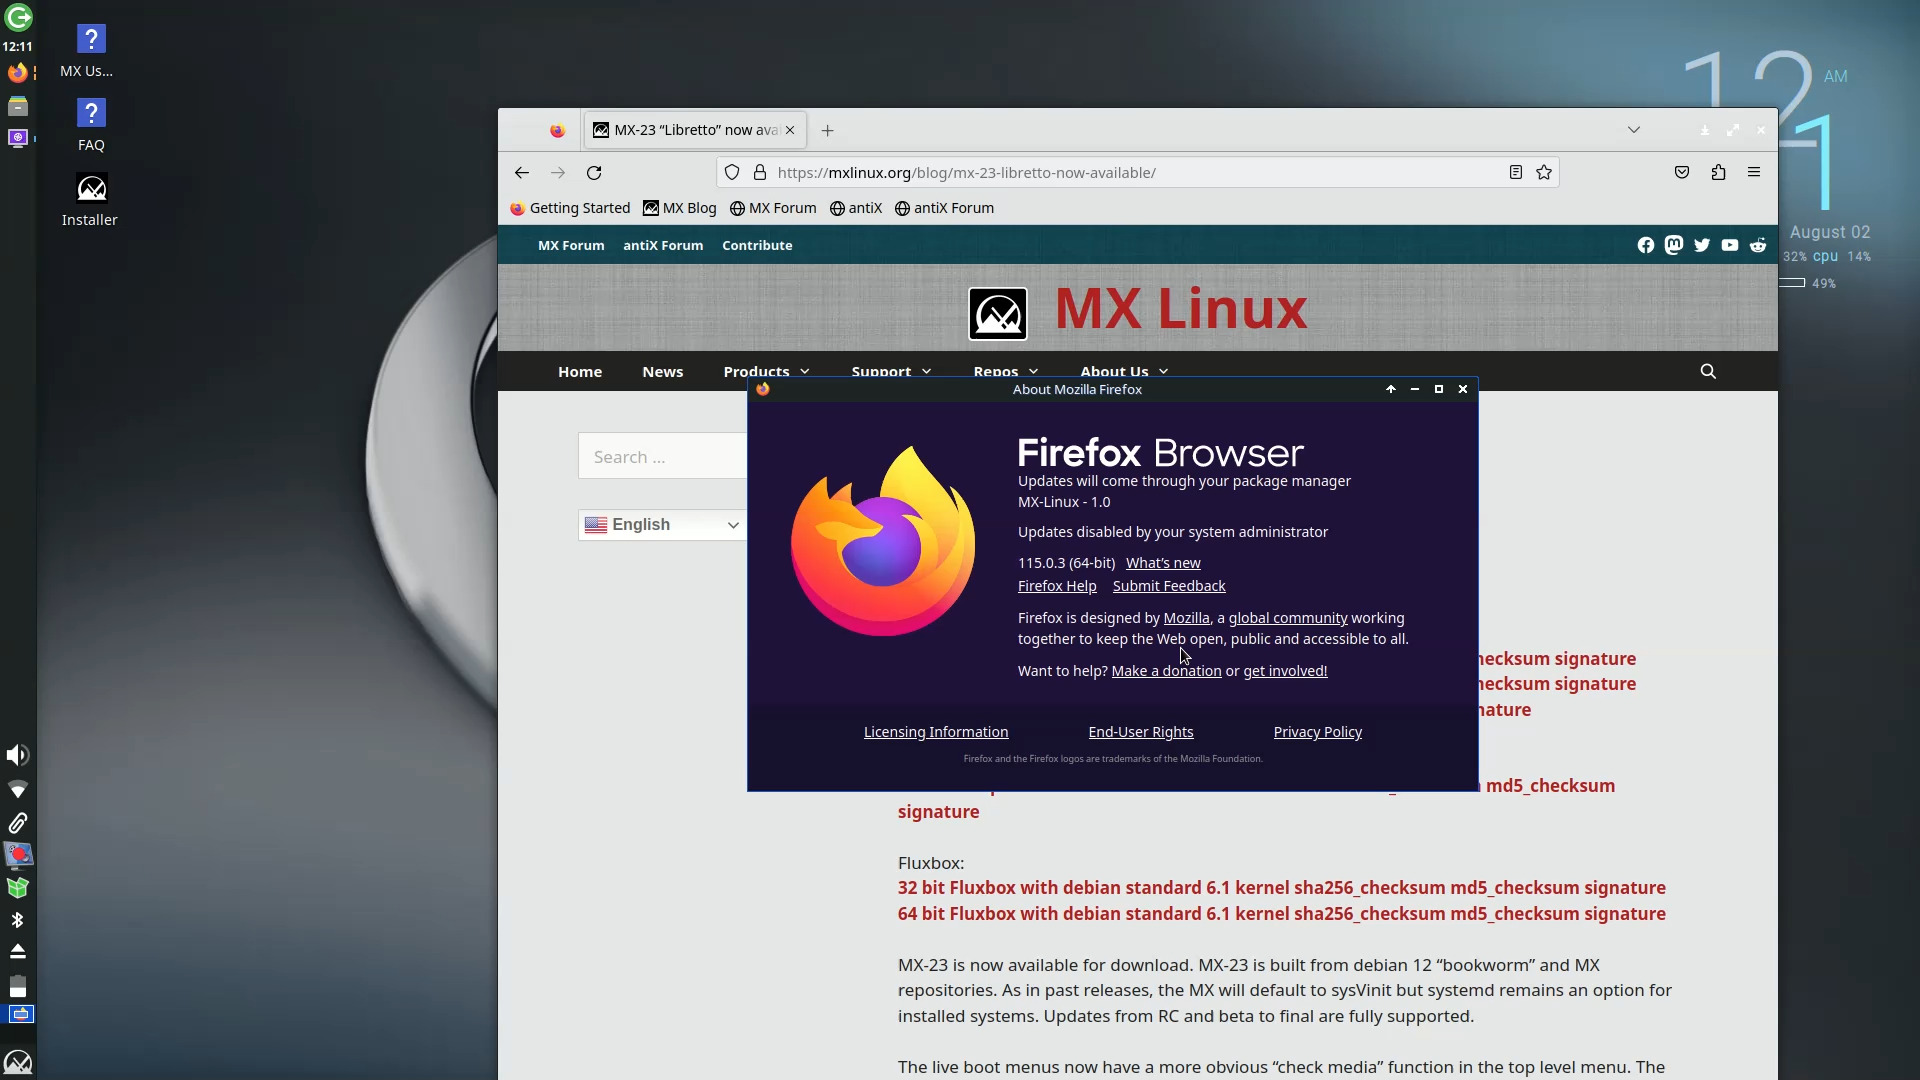 12:11
MX Us...
FAQ
Installer
12 AM
11
August 02
32% cpu 14%
49%
MX-23 “Libretto” now ava
https://mxlinux.org/blog/mx-23-libretto-now-available/
Getting Started MX Blog MX Forum antiX antiX Forum
MX Forum antiX Forum Contribute
MX Linux
Home News Products Support Repos About Us
Search ...
English
About Mozilla Firefox
Firefox Browser
Updates will come through your package manager
MX-Linux - 1.0
Updates disabled by your system administrator
115.0.3 (64-bit) What's new
Firefox Help Submit Feedback
Firefox is designed by Mozilla, a global community working
together to keep the Web open, public and accessible to all.
Want to help? Make a donation or get involved!
Licensing Information End-User Rights Privacy Policy
Firefox and the Firefox logos are trademarks of the Mozilla Foundation.
hecksum signature
hecksum signature
nature
md5_checksum
signature
Fluxbox:
32 bit Fluxbox with debian standard 6.1 kernel sha256_checksum md5_checksum signature
64 bit Fluxbox with debian standard 6.1 kernel sha256_checksum md5_checksum signature
MX-23 is now available for download. MX-23 is built from debian 12 “bookworm” and MX
repositories. As in past releases, the MX will default to sysVinit but systemd remains an option for
installed systems. Updates from RC and beta to final are fully supported.
The live boot menus now have a more obvious “check media” function in the top level menu. The